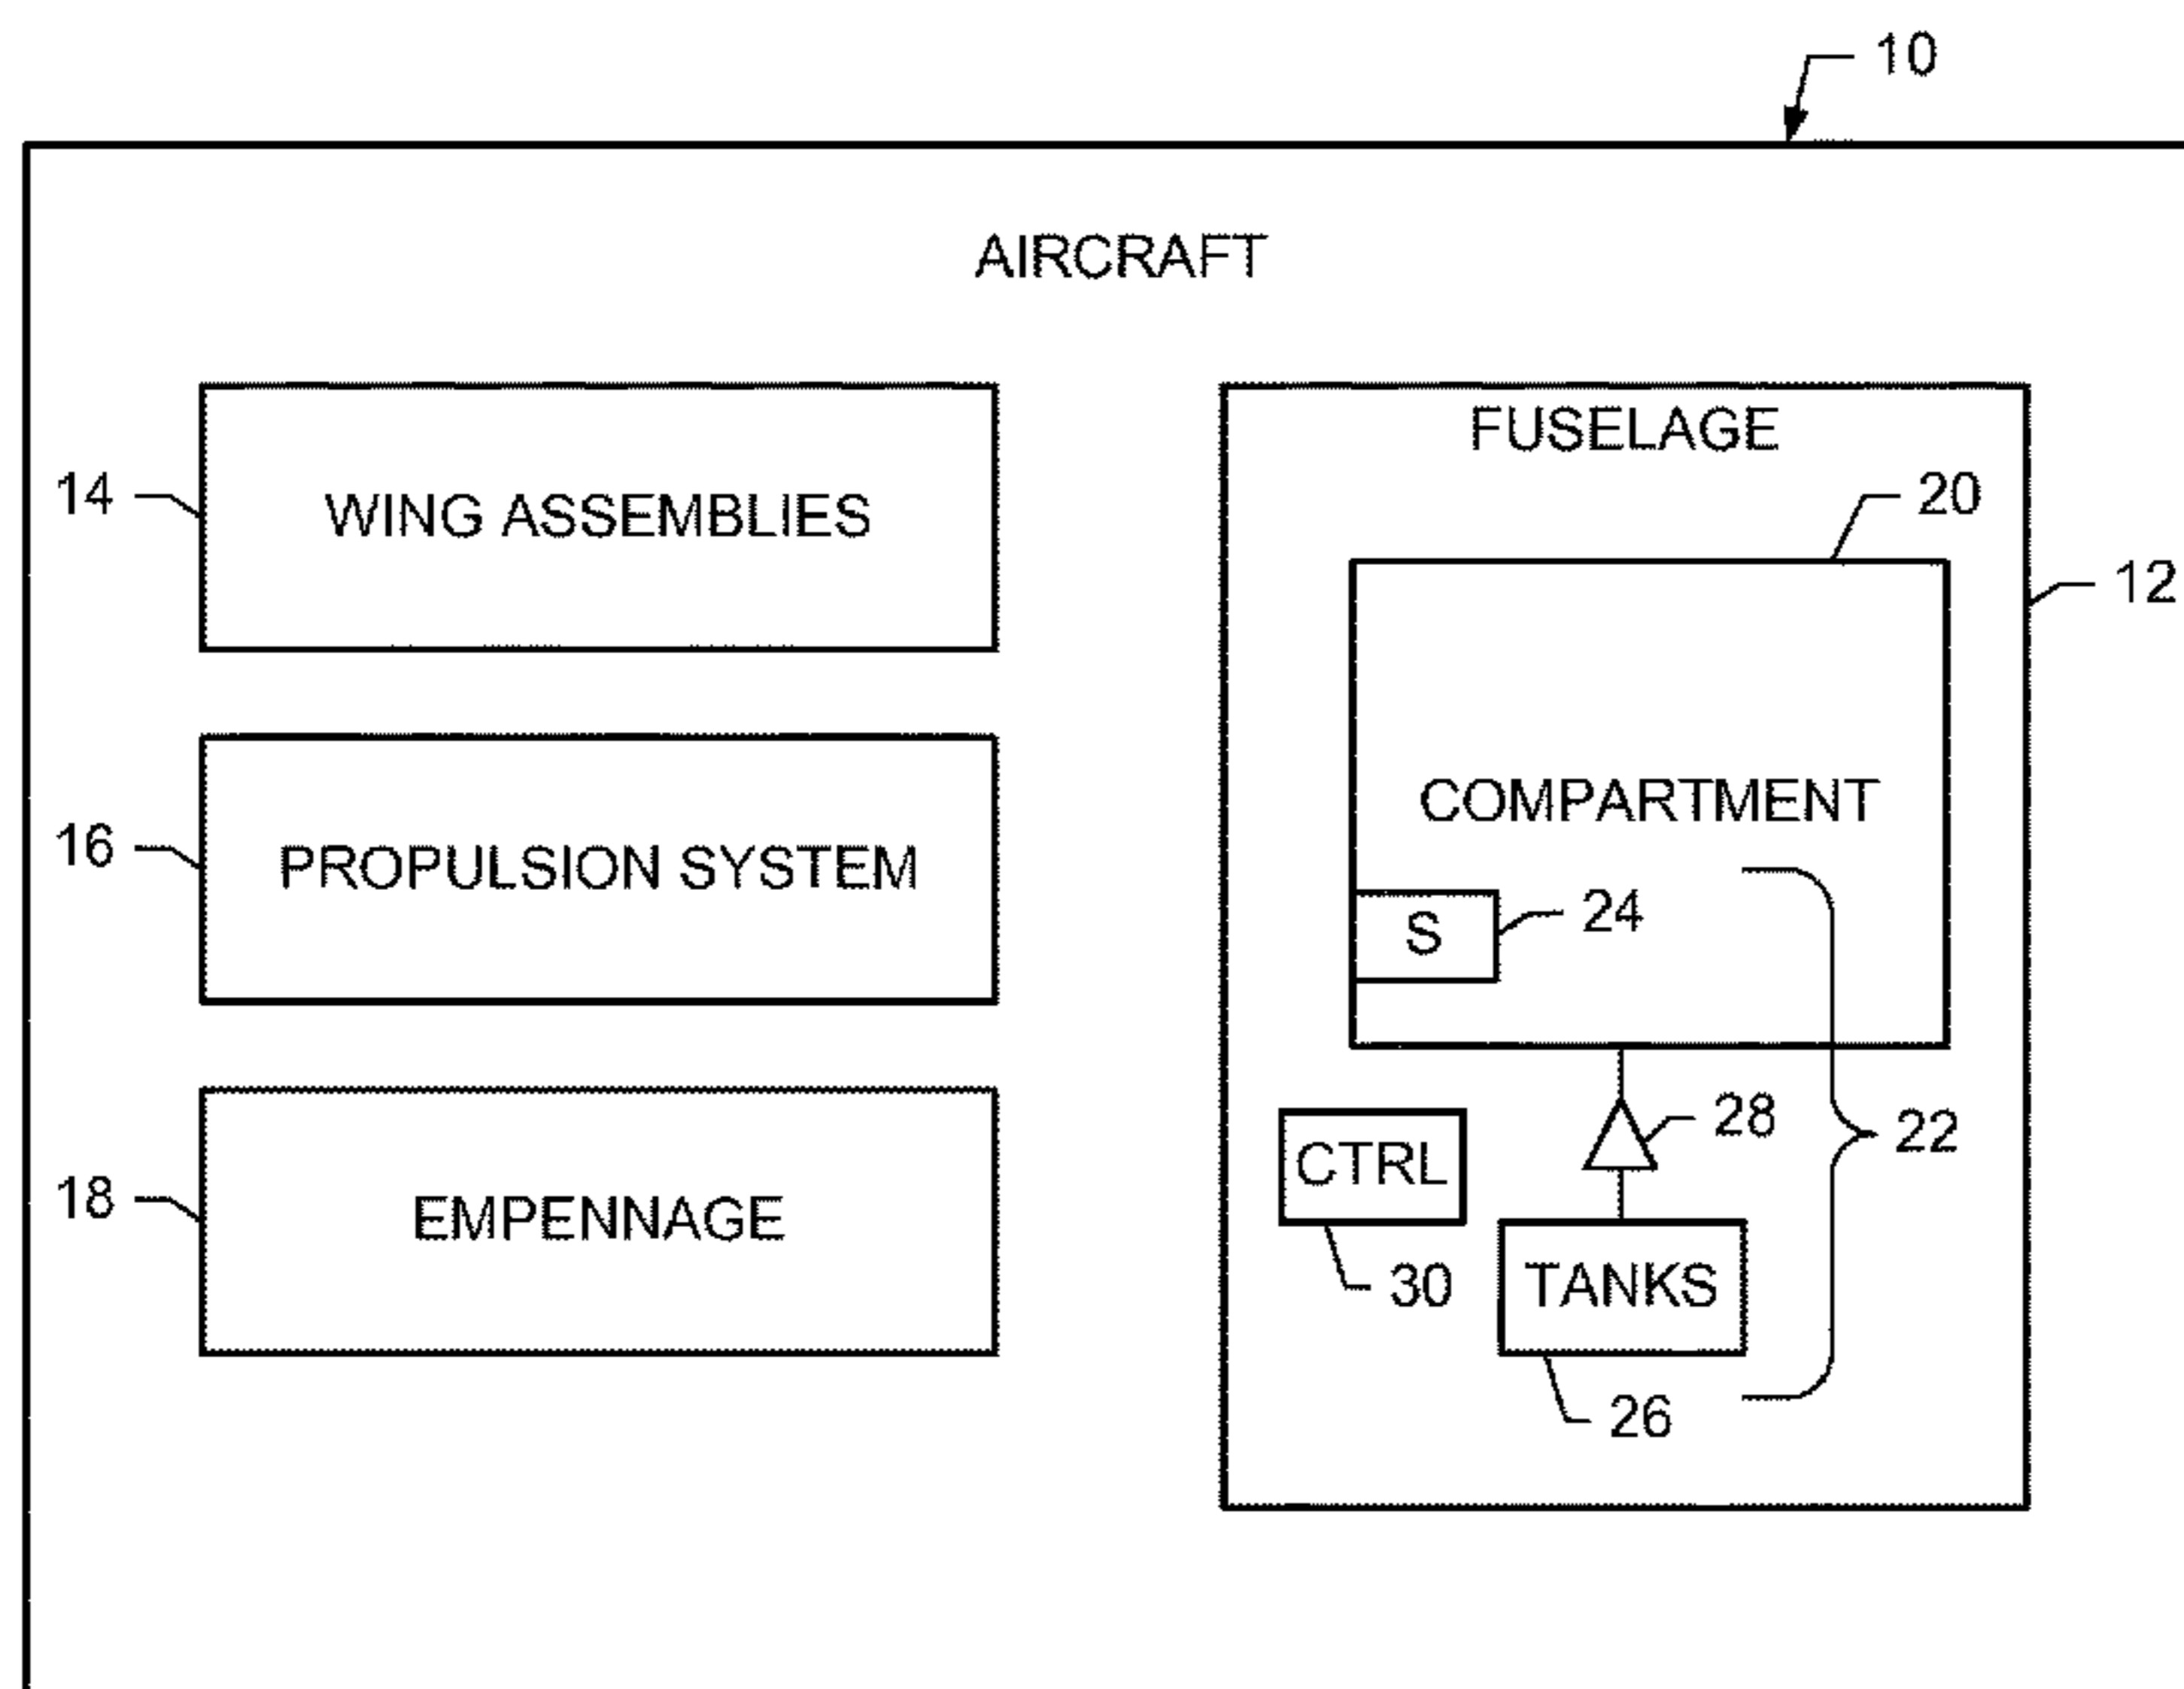 10
AIRCRAFT
FUSELAGE
14
WING ASSEMBLIES
20
12
COMPARTMENT
16
PROPULSION SYSTEM
S
24
28
22
CTRL
18
EMPENNAGE
30
TANKS
26